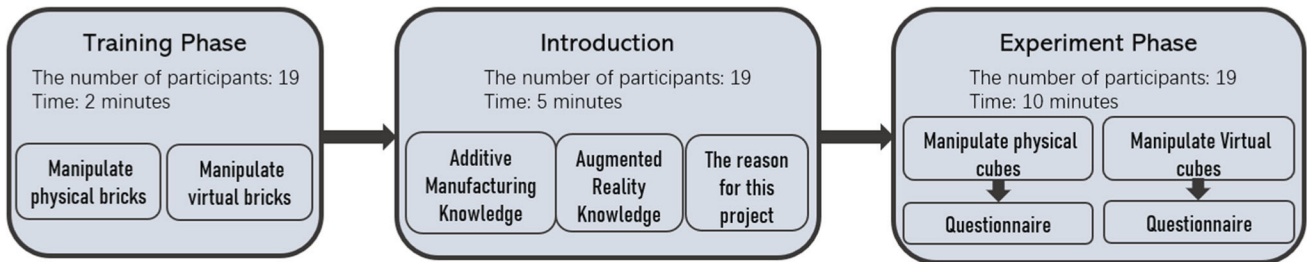 Training Phase
The number of participants: 19
Time: 2 minutes
Manipulate
physical bricks
Manipulate
virtual bricks
Introduction
The number of participants: 19
Time: 5 minutes
Additive
Manufacturing
Knowledge
Augmented
Reality
Knowledge
The reason
for this
project
Experiment Phase
The number of participants: 19
Time: 10 minutes
Manipulate physical
cubes
Questionnaire
Manipulate Virtual
cubes
Questionnaire